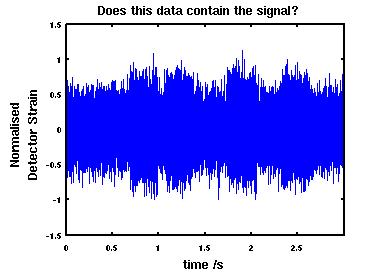 Does this data contain the signal?
1.5
1
0.5
0
-0.5
-1
-1.5
Normalised
Detector Strain
0 0.5 1 1.5 2 2.5
time /s